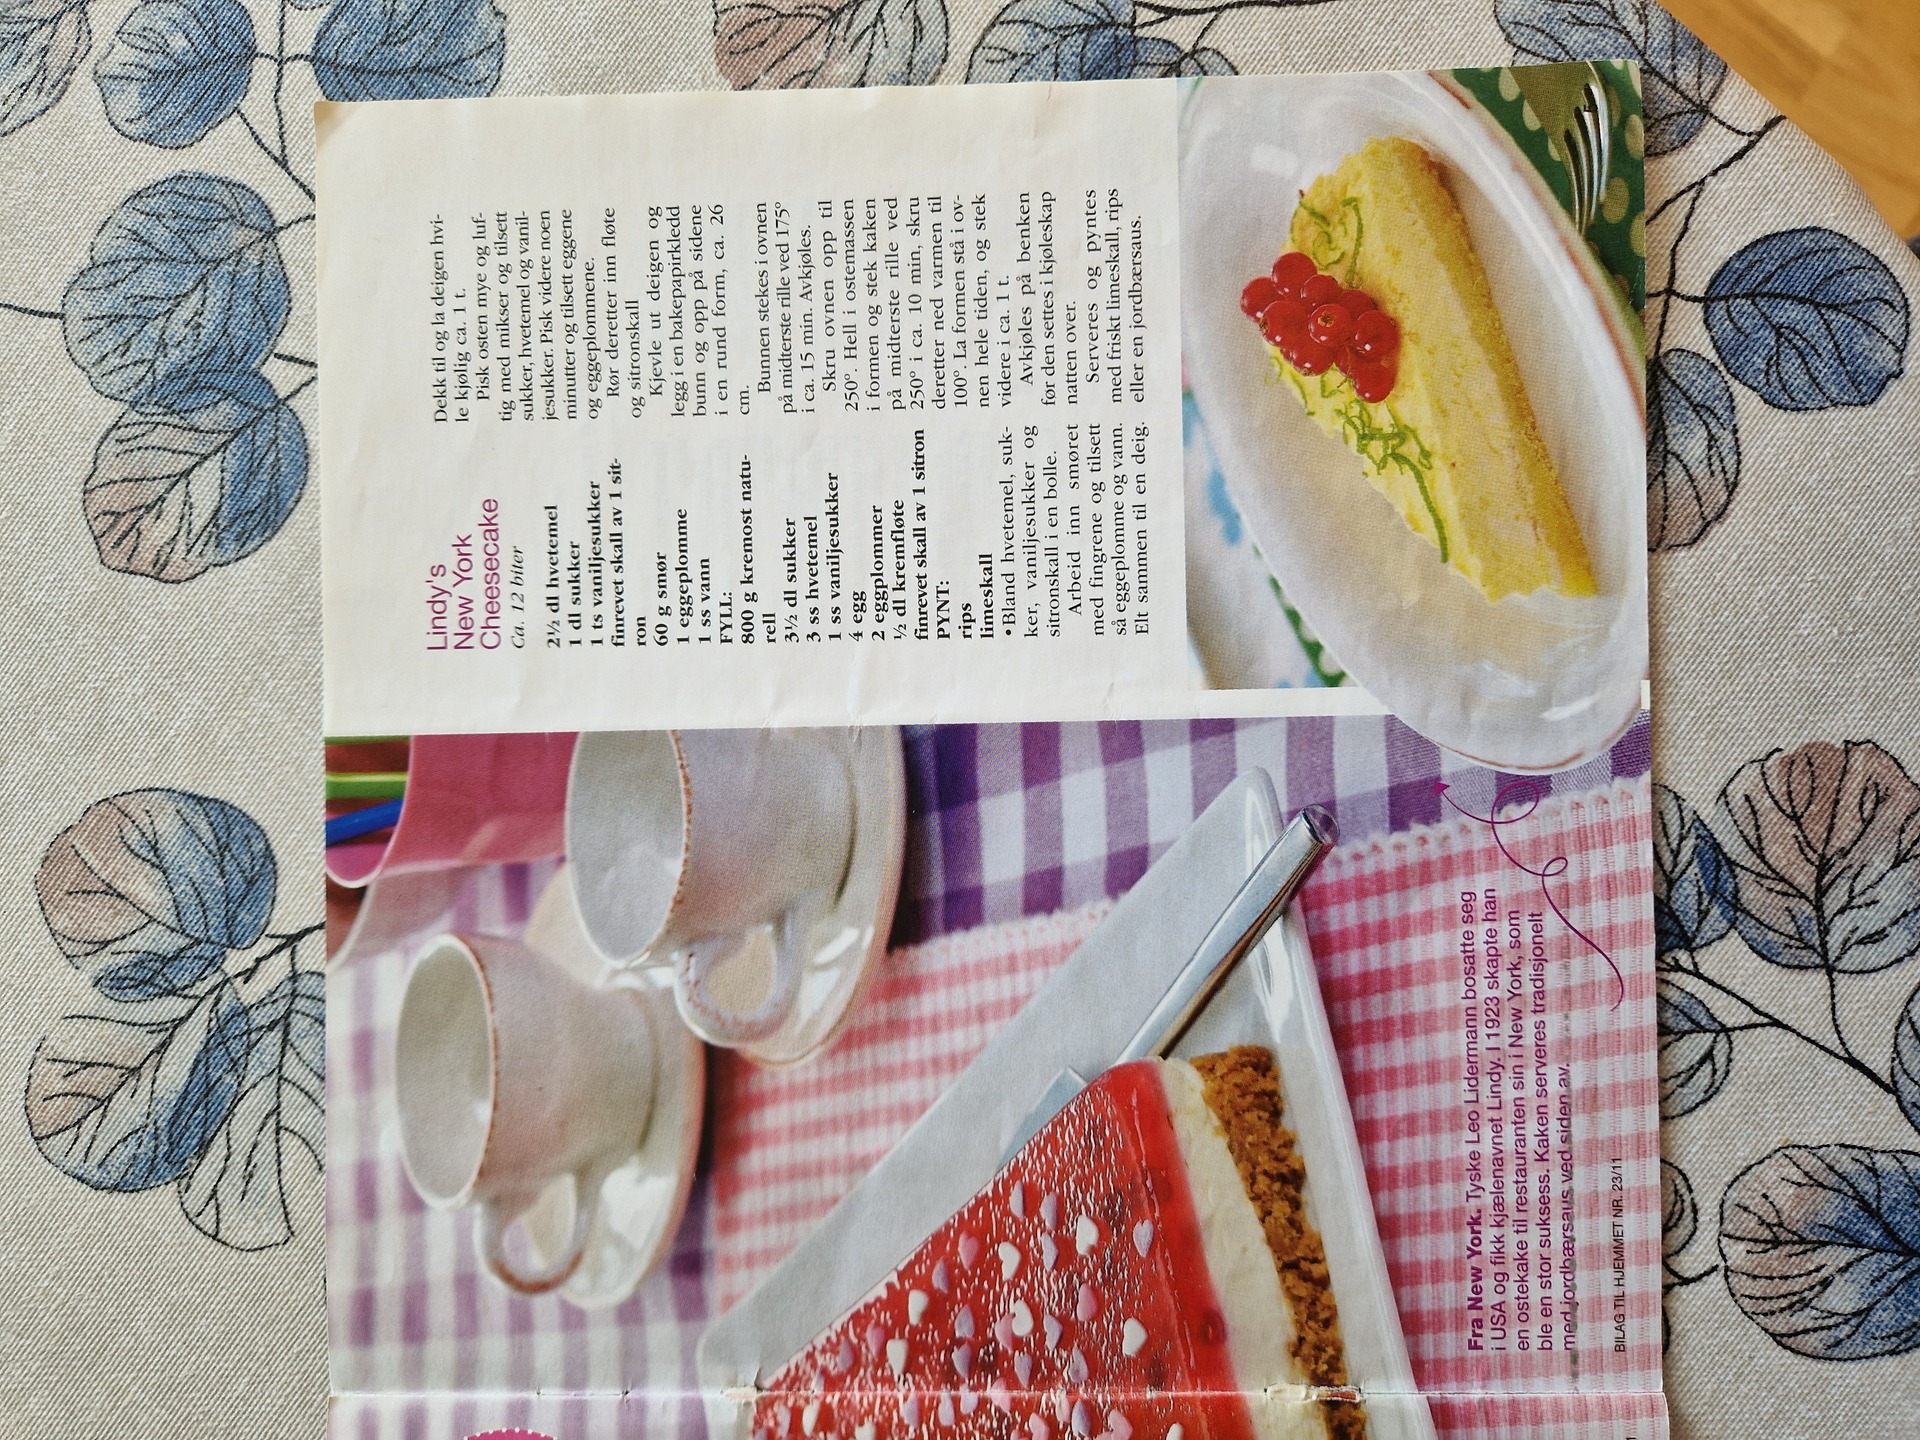 Lindy's
New York
Cheesecake
Ca. 12 biter
2½ dl hvetemel
1 dl sukker
1 ts vaniljesukker
finrevet skall av 1 sit-
ron
60 g smør
1 eggeplomme
1 ss vann
FYLL:
800 g kremost natu-
rell
3½ dl sukker
3 ss hvetemel
1 ss vaniljesukker
4 egg
2 eggplommer
½ dl kremfløte
finrevet skall av 1 sitron
PYNT:
rips
limeskall
•Bland hvetemel, suk-
ker, vaniljesukker og
sitronskall i en bolle.
Arbeid inn smøret
med fingrene og tilsett
så eggeplomme og vann.
Elt sammen til en deig.
Dekk til og la deigen hvi-
le kjølig ca. 1 t.
Pisk osten mye og luf-
tig med mikser og tilsett
sukker, hvetemel og vanil-
jesukker. Pisk videre noen
minutter og tilsett eggene
og eggeplommene.
Rør deretter inn fløte
og sitronskall
Kjevle ut deigen og
legg i en bakepapirkledd
bunn og opp på sidene
i en rund form, ca. 26
cm.
Bunnen stekes i ovnen
på midterste rille ved 175º
i ca. 15 min. Avkjøles.
Skru ovnen opp til
250º. Hell i ostemassen
i formen og stek kaken
på midterste rille ved
250º i ca. 10 min, skru
deretter ned varmen til
100º. La formen stå i ov-
nen hele tiden, og stek
videre i ca. 1 t.
Avkjøles på benken
før den settes i kjøleskap
natten over.
Serveres og pyntes
med friskt limeskall, rips
eller en jordbærsaus.
Fra New York. Tyske Leo Lidermann bosatte seg
i USA og fikk kjælenavnet Lindy. I 1923 skapte han
en ostekake til restauranten sin i New York, som
ble en stor suksess. Kaken serveres tradisjonelt
med jordbærsaus ved siden av.
BILAG TIL HJEMMET NR. 23/11